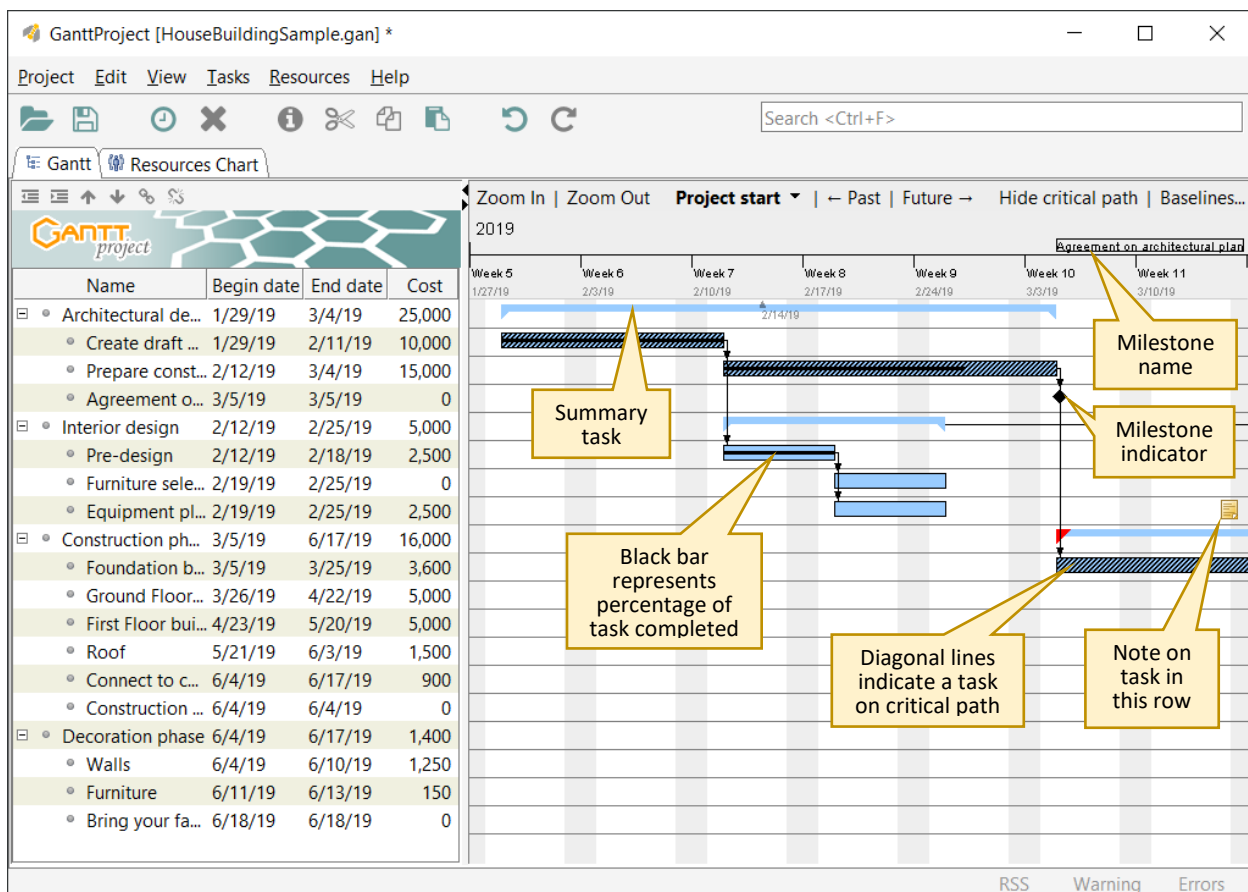 GanttProject [HouseBuildingSample.gan] *
Project Edit View Tasks Resources Help
Search <Ctrl+F>
Gantt Resources Chart
Zoom In | Zoom Out Project start | ← Past | Future → Hide critical path | Baselines...
GANTT project
2019
Agreement on architectural plan
Week 5 Week 6 Week 7 Week 8 Week 9 Week 10 Week 11
1/27/19 2/3/19 2/10/19 2/17/19 2/24/19 3/3/19 3/10/19
2/14/19
Name Begin date End date Cost
Architectural de... 1/29/19 3/4/19 25,000
Create draft ... 1/29/19 2/11/19 10,000
Prepare const... 2/12/19 3/4/19 15,000
Agreement o... 3/5/19 3/5/19 0
Interior design 2/12/19 2/25/19 5,000
Pre-design 2/12/19 2/18/19 2,500
Furniture sele... 2/19/19 2/25/19 0
Equipment pl... 2/19/19 2/25/19 2,500
Construction ph... 3/5/19 6/17/19 16,000
Foundation b... 3/5/19 3/25/19 3,600
Ground Floor... 3/26/19 4/22/19 5,000
First Floor bui... 4/23/19 5/20/19 5,000
Roof 5/21/19 6/3/19 1,500
Connect to c... 6/4/19 6/17/19 900
Construction ... 6/4/19 6/4/19 0
Decoration phase 6/4/19 6/17/19 1,400
Walls 6/4/19 6/10/19 1,250
Furniture 6/11/19 6/13/19 150
Bring your fa... 6/18/19 6/18/19 0
Milestone
name
Summary
task
Milestone
indicator
Black bar
represents
percentage of
task completed
Diagonal lines
indicate a task
on critical path
Note on
task in
this row
RSS Warning Errors